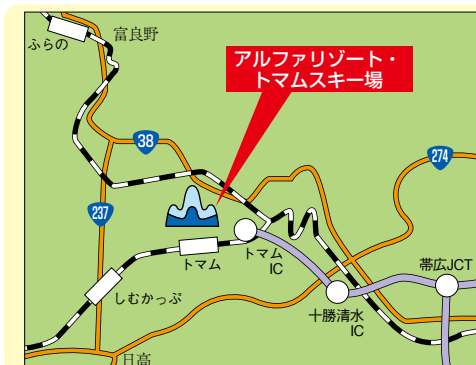 富良野
ふらの
アルファリゾート・
トマムスキー場
38
274
237
トマム
トマム
IC
帯広JCT
しむかっぷ
十勝清水
IC
日高